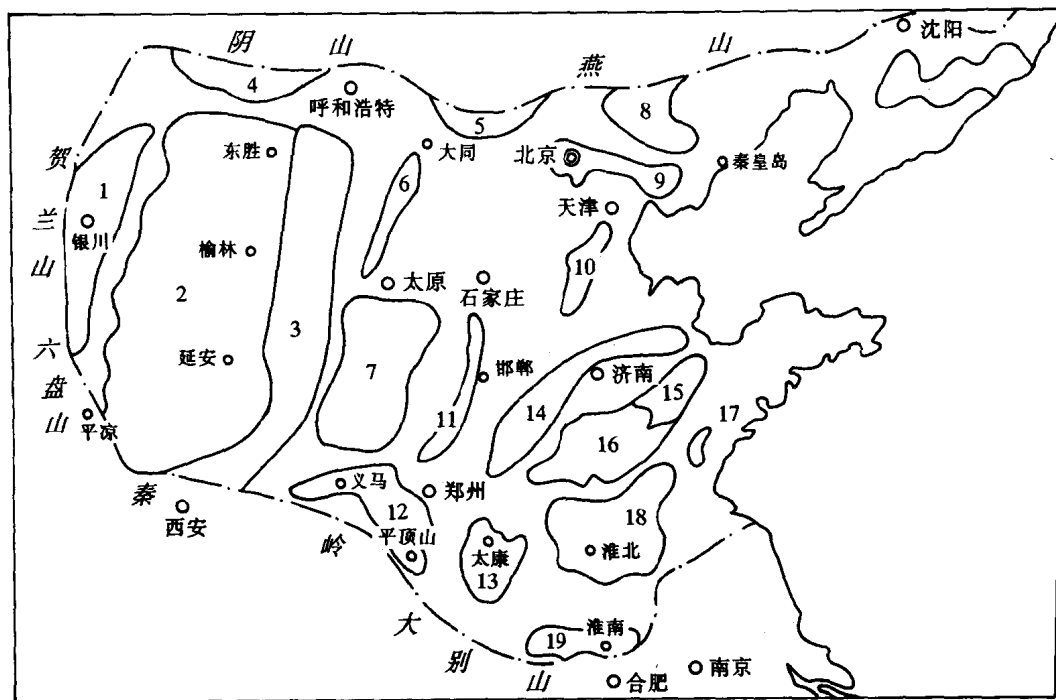 阴山
燕山
沈阳
4
呼和浩特
5
8
贺兰山
东胜
大同
北京
秦皇岛
1
6
9
银川
天津
榆林
10
2
太原
石家庄
3
六盘山
延安
7
邯郸
济南
15
平凉
11
14
17
16
秦岭
义马
郑州
西安
12
18
平顶山
太康
淮北
13
大别山
19
淮南
合肥
南京